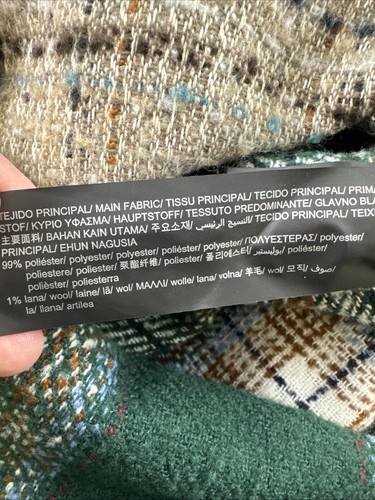 TEJIDO PRINCIPAL/ MAIN FABRIC/ TISSU PRINCIPAL/ TECIDO PRINCIPAL/ PRIMA
STOF/ ΚΥΡΙΟ ΥΦΑΣΜΑ/ HAUPTSTOFF/ TESSUTO PREDOMINANTE/ GLAVNO BLA
主要面料/ BAHAN KAIN UTAMA/ 주요소재/ النسيج الرئيسي/ TECIDO PRINCIPAL/ TEIX
PRINCIPAL/ EHUN NAGUSIA
99% poliéster/ polyester/ polyester/ poliéster/ polyester/ ΠΟΛΥΕΣΤΕΡΑΣ/ polyester/
poliestere/ poliester/ 聚酯纤维/ poliester/ 폴리에스터/ بوليستر/ poliéster/
polièster/ poliesterra
1% lana/ wool/ laine/ lã/ wol/ ΜΑΛΛΙ/ wolle/ lana/ volna/ 羊毛/ wol/ 모직/ صوف/
la/ llana/ artilea